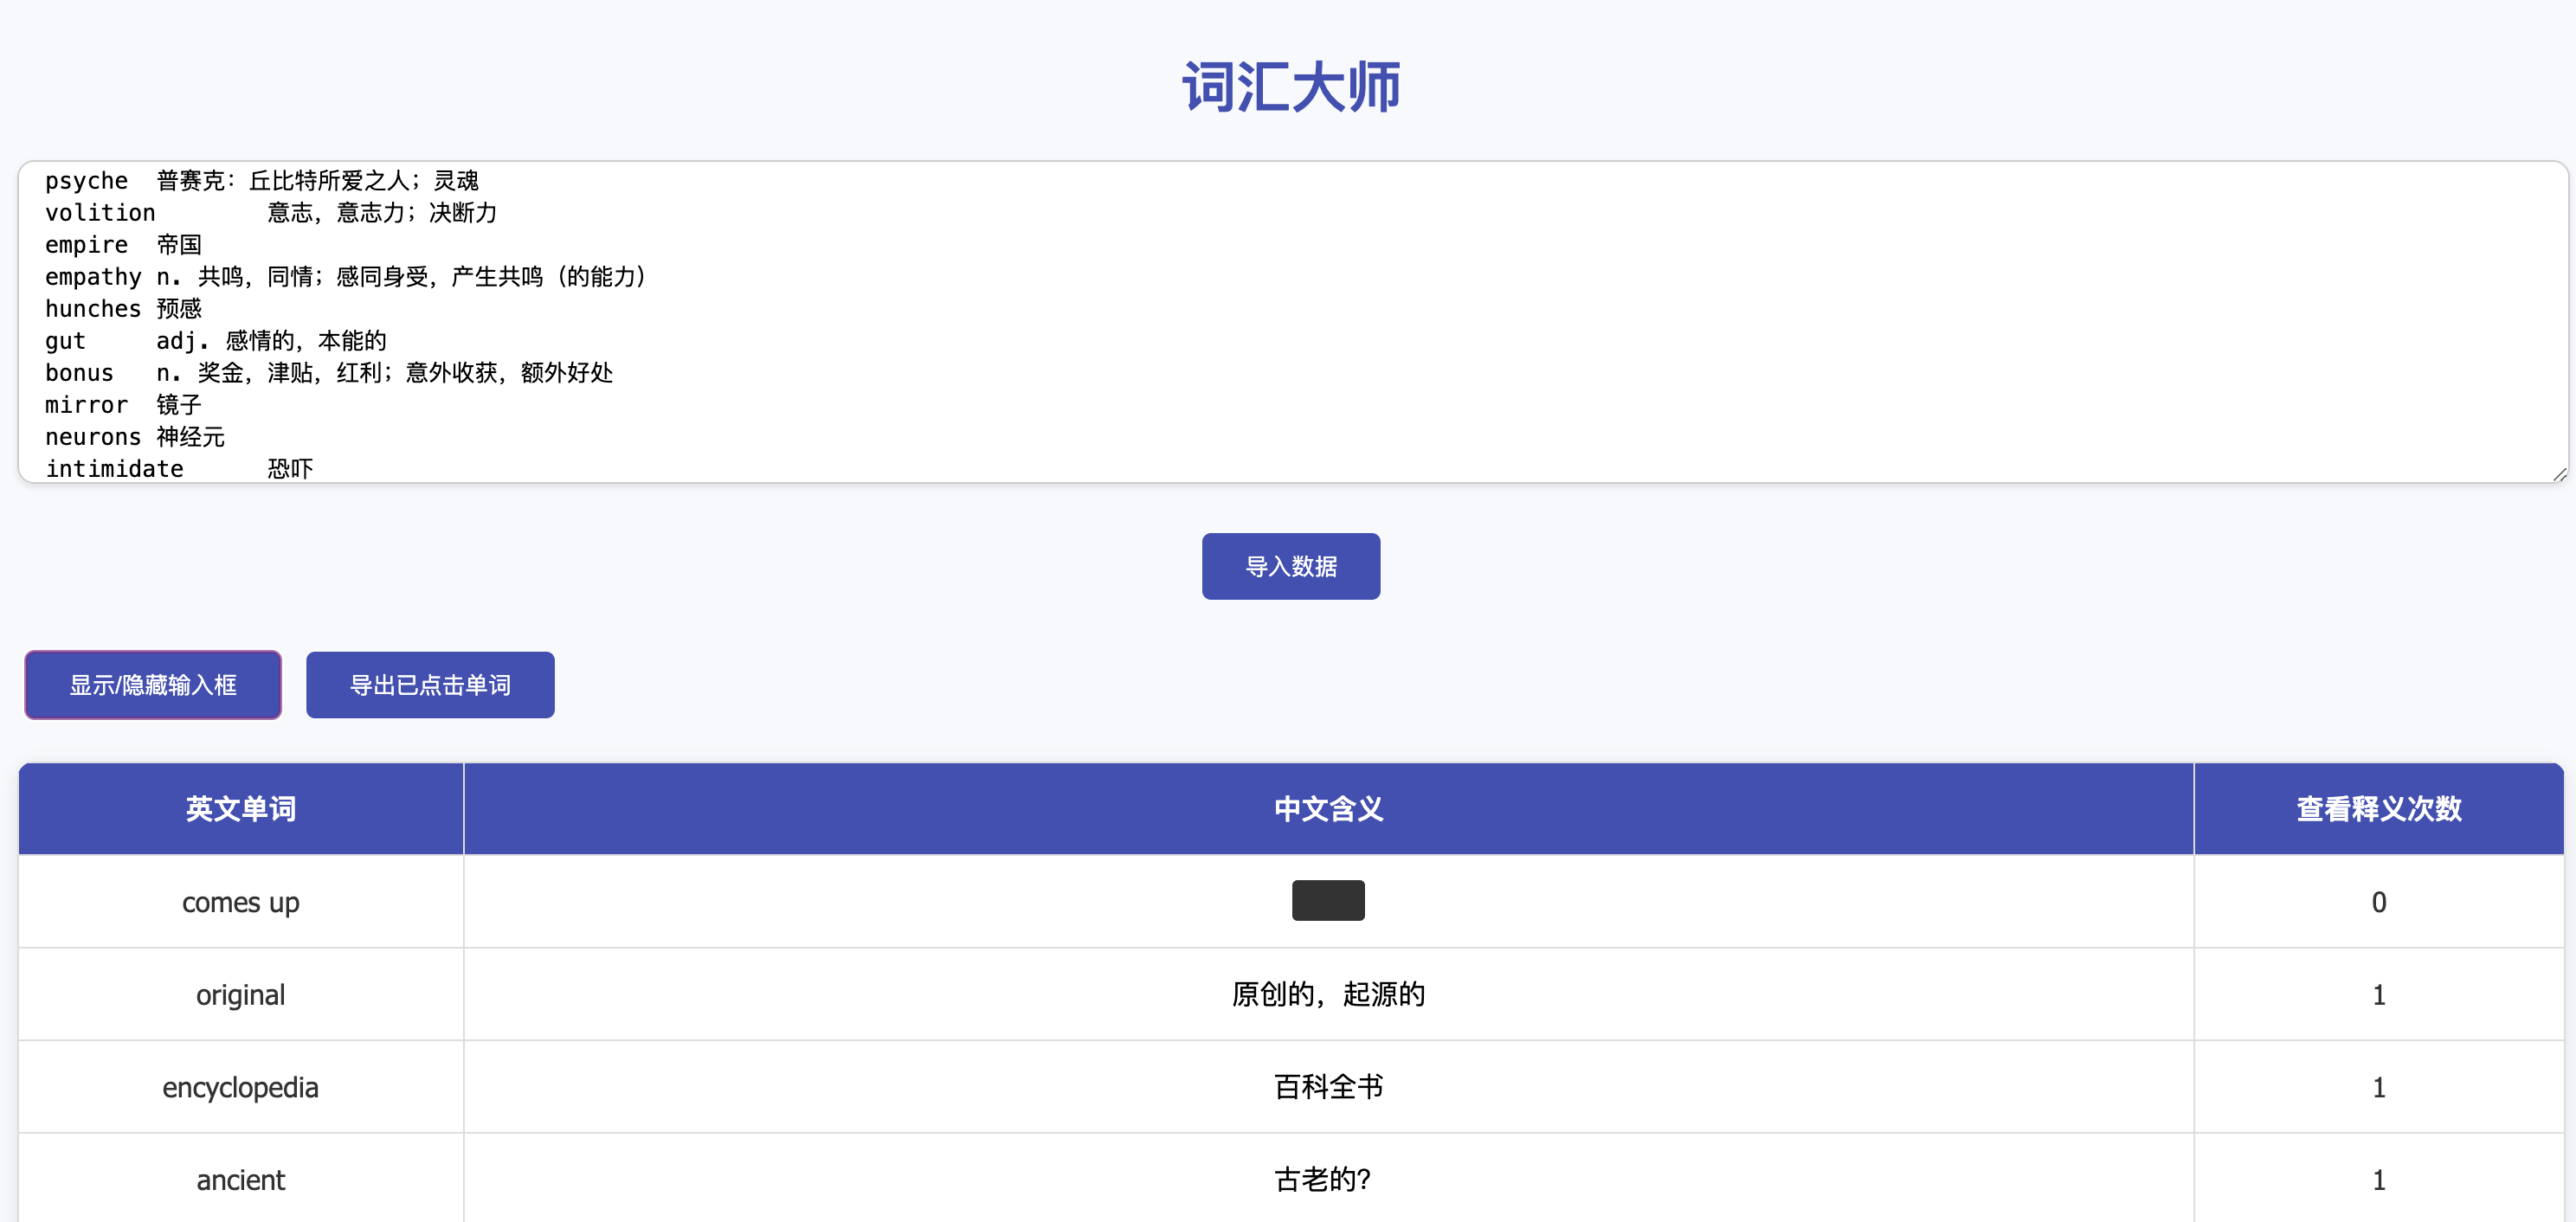 词汇大师
psyche 普赛克：丘比特所爱之人；灵魂
volition 意志，意志力；决断力
empire 帝国
empathy n. 共鸣，同情；感同身受，产生共鸣（的能力）
hunches 预感
gut adj. 感情的，本能的
bonus n. 奖金，津贴，红利；意外收获，额外好处
mirror 镜子
neurons 神经元
intimidate 恐吓
导入数据
显示/隐藏输入框 导出已点击单词
英文单词 中文含义 查看释义次数
comes up 0
original 原创的，起源的 1
encyclopedia 百科全书 1
ancient 古老的？ 1